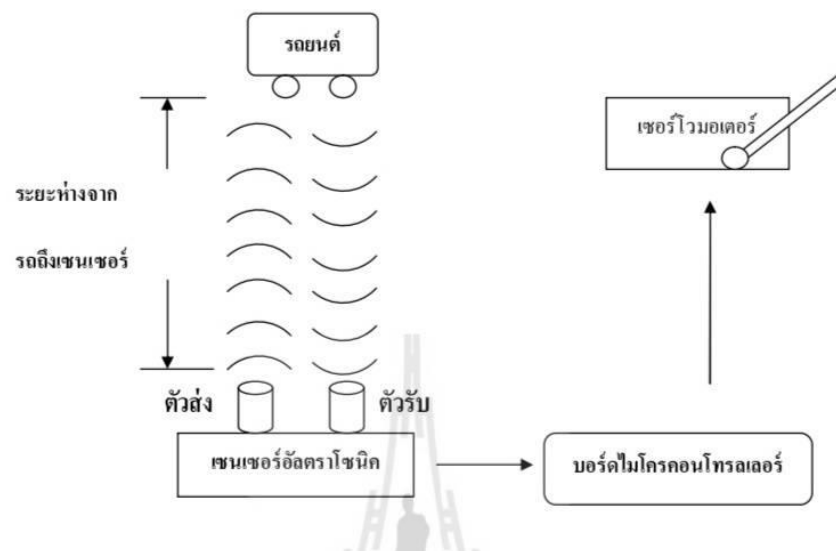 รถยนต์
เซอร์โวมอเตอร์
ระยะห่างจาก
รถถึงเซนเซอร์
ตัวส่ง
ตัวรับ
เซนเซอร์อัลตราโซนิค
บอร์ดไมโครคอนโทรลเลอร์